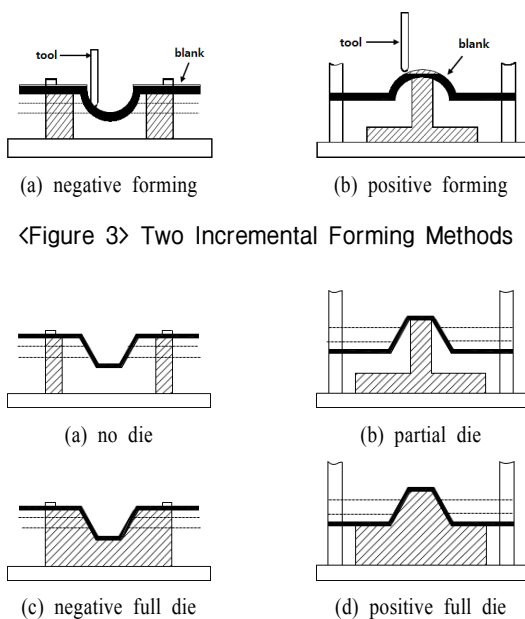 tool
blank
tool
blank
(a) negative forming
(b) positive forming
<Figure 3> Two Incremental Forming Methods
(a) no die
(b) partial die
(c) negative full die
(d) positive full die